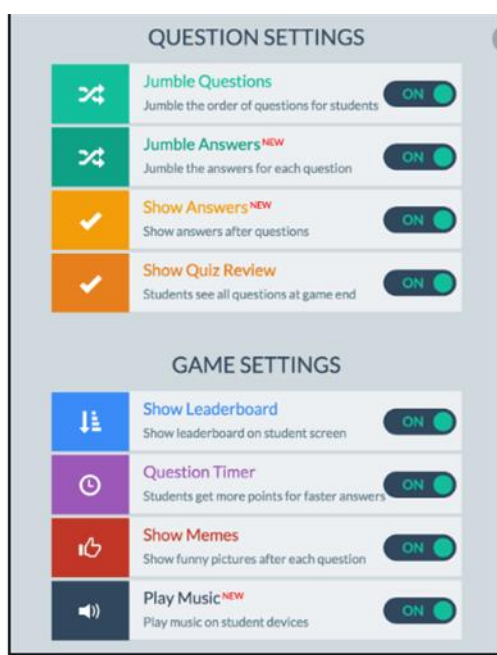 QUESTION SETTINGS
Jumble Questions
Jumble the order of questions for students
ON
Jumble Answers NEW
Jumble the answers for each question
ON
Show Answers NEW
Show answers after questions
ON
Show Quiz Review
Students see all questions at game end
ON
GAME SETTINGS
Show Leaderboard
Show leaderboard on student screen
ON
Question Timer
Students get more points for faster answers
ON
Show Memes
Show funny pictures after each question
ON
Play Music NEW
Play music on student devices
ON